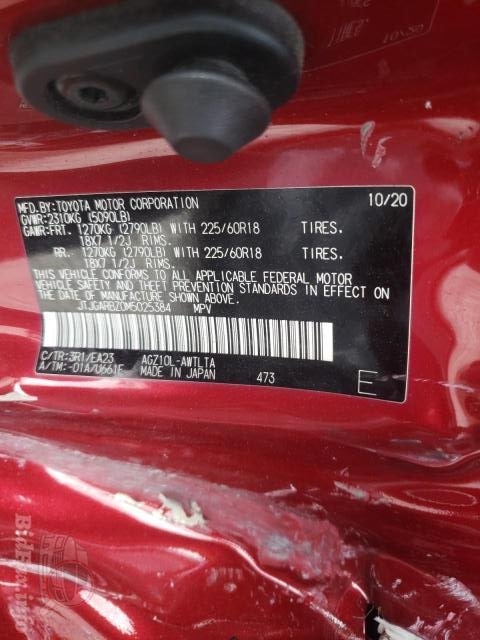 MFD.BY:TOYOTA MOTOR CORPORATION 10/20
GVWR:2310KG (5090LB)
GAWR:FRT. 1270KG (2790LB) WITH 225/60R18 TIRES.
18X7 1/2J RIMS.
RR. 1270KG (2790LB) WITH 225/60R18 TIRES.
18X7 1/2J RIMS.
THIS VEHICLE CONFORMS TO ALL APPLICABLE FEDERAL MOTOR
VEHICLE SAFETY AND THEFT PREVENTION STANDARDS IN EFFECT ON
THE DATE OF MANUFACTURE SHOWN ABOVE.
JTJGARBZ0M5025384 MPV
C/TR:3R1/EA23 AGZ10L-AWTLTA
A/TM:-01A/U661F MADE IN JAPAN 473 E